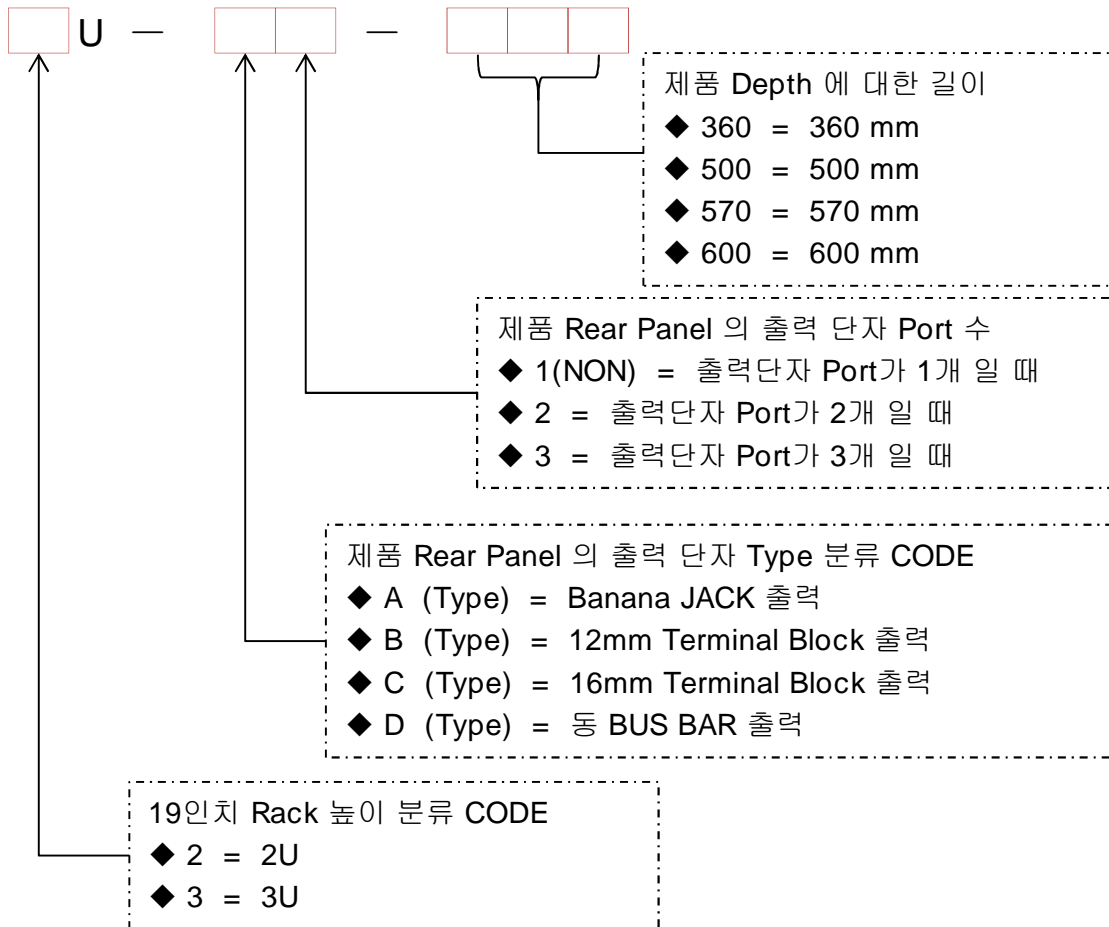 U － －
제품 Depth 에 대한 길이
◆ 360 = 360 mm
◆ 500 = 500 mm
◆ 570 = 570 mm
◆ 600 = 600 mm
제품 Rear Panel 의 출력 단자 Port 수
◆ 1(NON) = 출력단자 Port가 1개 일 때
◆ 2 = 출력단자 Port가 2개 일 때
◆ 3 = 출력단자 Port가 3개 일 때
제품 Rear Panel 의 출력 단자 Type 분류 CODE
◆ A (Type) = Banana JACK 출력
◆ B (Type) = 12mm Terminal Block 출력
◆ C (Type) = 16mm Terminal Block 출력
◆ D (Type) = 동 BUS BAR 출력
19인치 Rack 높이 분류 CODE
◆ 2 = 2U
◆ 3 = 3U